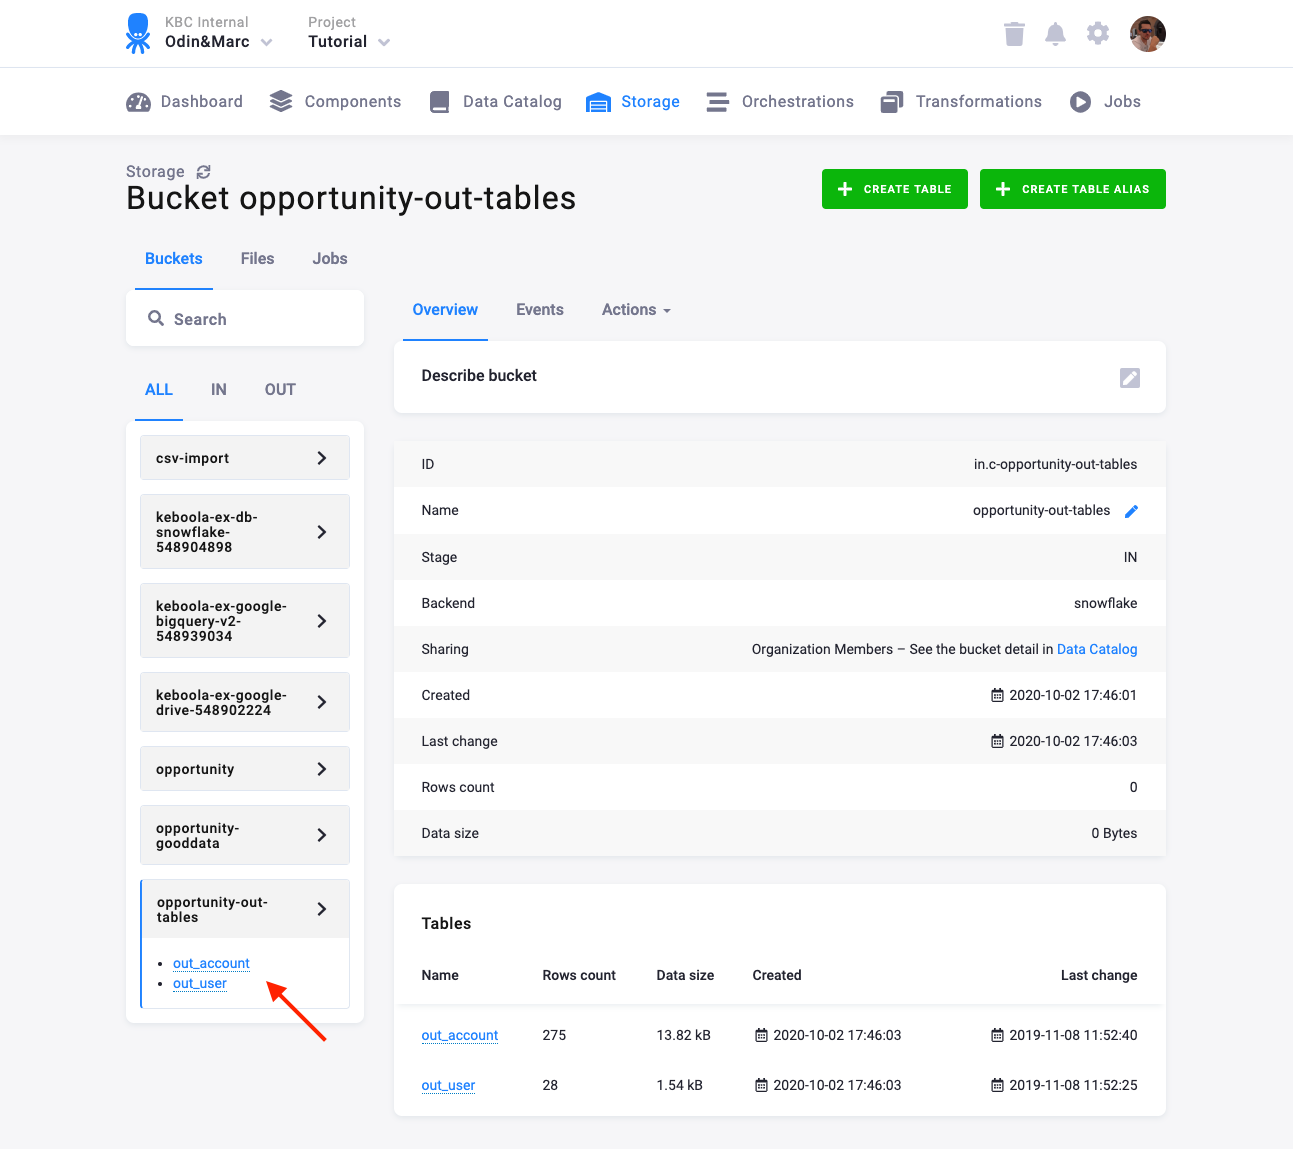 KBC Internal
Odin&Marc
Project
Tutorial
Dashboard
Components
Data Catalog
Storage
Orchestrations
Transformations
Jobs
Storage
Bucket opportunity-out-tables
CREATE TABLE
CREATE TABLE ALIAS
Buckets
Files
Jobs
Search
ALL
IN
OUT
csv-import
keboola-ex-db-
snowflake-
548904898
keboola-ex-google-
bigquery-v2-
548939034
keboola-ex-google-
drive-548902224
opportunity
opportunity-
gooddata
opportunity-out-
tables
out_account
out_user
Overview
Events
Actions
Describe bucket
ID in.c-opportunity-out-tables
Name opportunity-out-tables
Stage IN
Backend snowflake
Sharing Organization Members – See the bucket detail in Data Catalog
Created 2020-10-02 17:46:01
Last change 2020-10-02 17:46:03
Rows count 0
Data size 0 Bytes
Tables
Name Rows count Data size Created Last change
out_account 275 13.82 kB 2020-10-02 17:46:03 2019-11-08 11:52:40
out_user 28 1.54 kB 2020-10-02 17:46:03 2019-11-08 11:52:25